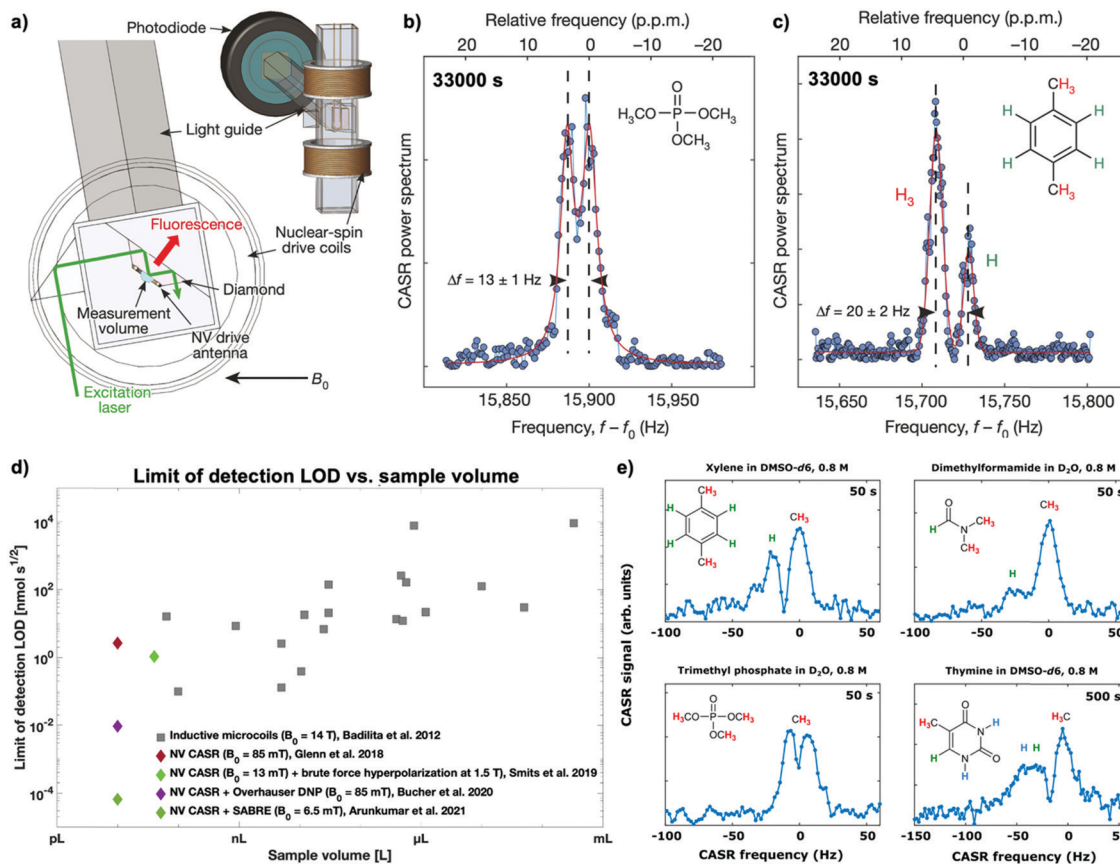 a)
Photodiode
Light guide
Fluorescence
Nuclear-spin
drive coils
Diamond
Measurement
volume
NV drive
antenna
B0
Excitation
laser
b)
Relative frequency (p.p.m.)
20 10 0 −10 −20
33000 s
O
H3CO P OCH3
OCH3
CASR power spectrum
Δf = 13 ± 1 Hz
15,850 15,900 15,950
Frequency, f − f0 (Hz)
c)
Relative frequency (p.p.m.)
20 10 0 −10 −20
33000 s
CH3
H H
H H
CH3
H3
H
CASR power spectrum
Δf = 20 ± 2 Hz
15,650 15,700 15,750 15,800
Frequency, f − f0 (Hz)
d)
Limit of detection LOD vs. sample volume
Limit of detection LOD [nmol s1/2]
104
102
100
10-2
10-4
Inductive microcoils (B0 = 14 T), Badilita et al. 2012
NV CASR (B0 = 85 mT), Glenn et al. 2018
NV CASR (B0 = 13 mT) + brute force hyperpolarization at 1.5 T), Smits et al. 2019
NV CASR + Overhauser DNP (B0 = 85 mT), Bucher et al. 2020
NV CASR + SABRE (B0 = 6.5 mT), Arunkumar et al. 2021
pL nL μL mL
Sample volume [L]
e)
CASR signal (arb. units)
Xylene in DMSO-d6, 0.8 M
50 s
CH3
H H
H H
CH3
H
CH3
-100 -50 0 50
Dimethylformamide in D2O, 0.8 M
50 s
O
H N CH3
CH3
H
CH3
-100 -50 0 50
Trimethyl phosphate in D2O, 0.8 M
50 s
O
H3CO P OCH3
OCH3
CH3
-100 -50 0 50
CASR frequency (Hz)
Thymine in DMSO-d6, 0.8 M
500 s
O
H3C N H
H N O
H
H H
CH3
-150 -100 -50 0 50
CASR frequency (Hz)